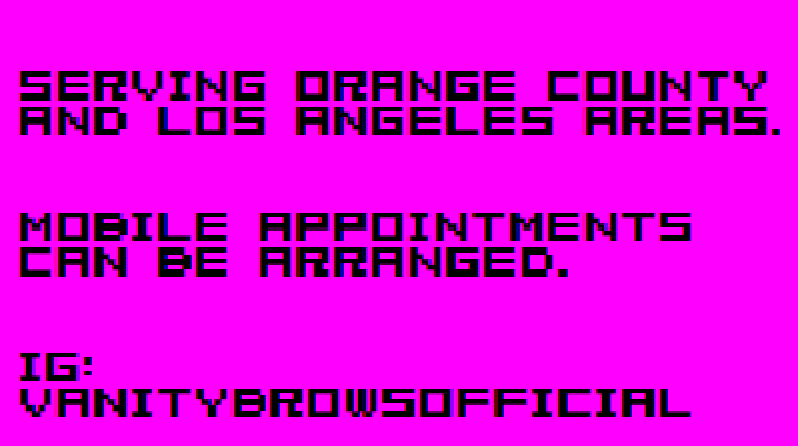 SERVING ORANGE COUNTY
AND LOS ANGELES AREAS.
MOBILE APPOINTMENTS
CAN BE ARRANGED.
IG:
VANITYBROWSOFFICIAL